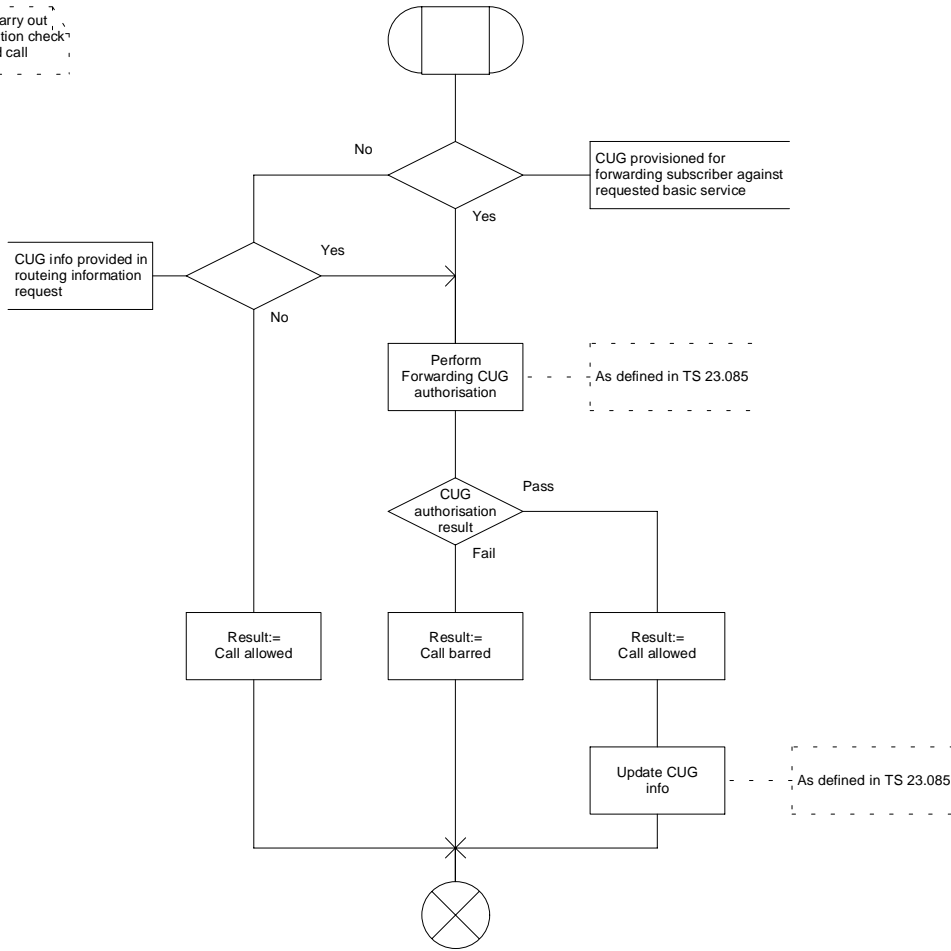 arry out
tion check
call
No
CUG provisioned for
forwarding subscriber against
requested basic service
Yes
CUG info provided in
routeing information
request
Yes
No
Perform
Forwarding CUG
authorisation
As defined in TS 23.085
CUG
authorisation
result
Pass
Fail
Result:=
Call allowed
Result:=
Call barred
Result:=
Call allowed
Update CUG
info
As defined in TS 23.085